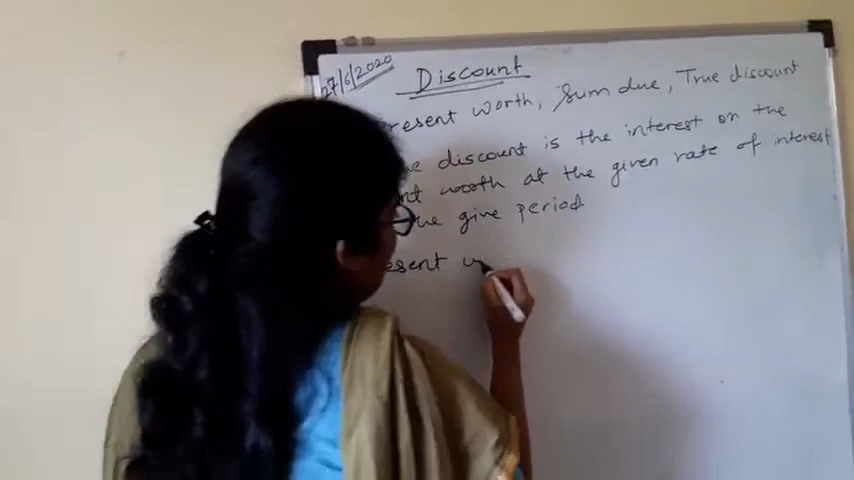 27/6/2020
Discount
resent worth, Sum due, True discount
e discount is the interest on the
nt worth at the given rate of interest
e give period.
esent w